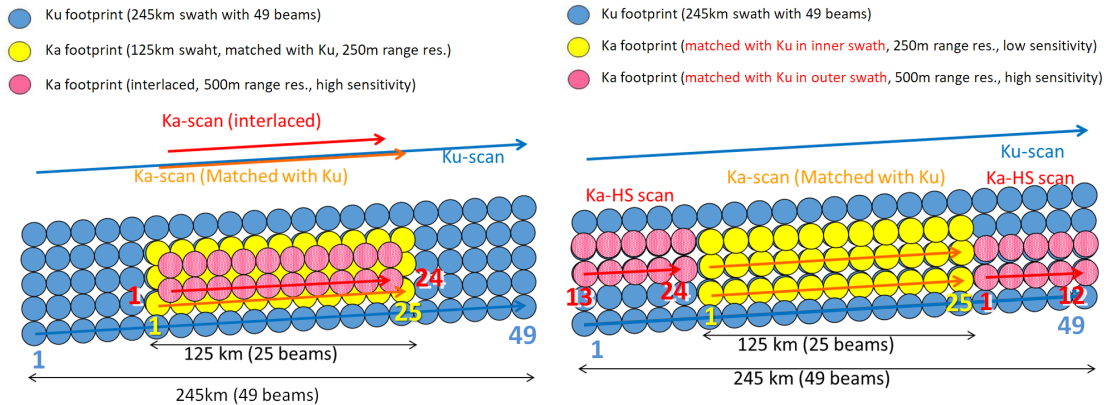 Ku footprint (245km swath with 49 beams)
Ka footprint (125km swaht, matched with Ku, 250m range res.)
Ka footprint (interlaced, 500m range res., high sensitivity)
Ka-scan (interlaced)
Ku-scan
Ka-scan (Matched with Ku)
24
1
25
1
49
1
125 km (25 beams)
245km (49 beams)
Ku footprint (245km swath with 49 beams)
Ka footprint (matched with Ku in inner swath, 250m range res., low sensitivity)
Ka footprint (matched with Ku in outer swath, 500m range res., high sensitivity)
Ku-scan
Ka-HS scan
Ka-scan (Matched with Ku)
Ka-HS scan
13
24
1
25
1
12
49
1
125 km (25 beams)
245 km (49 beams)